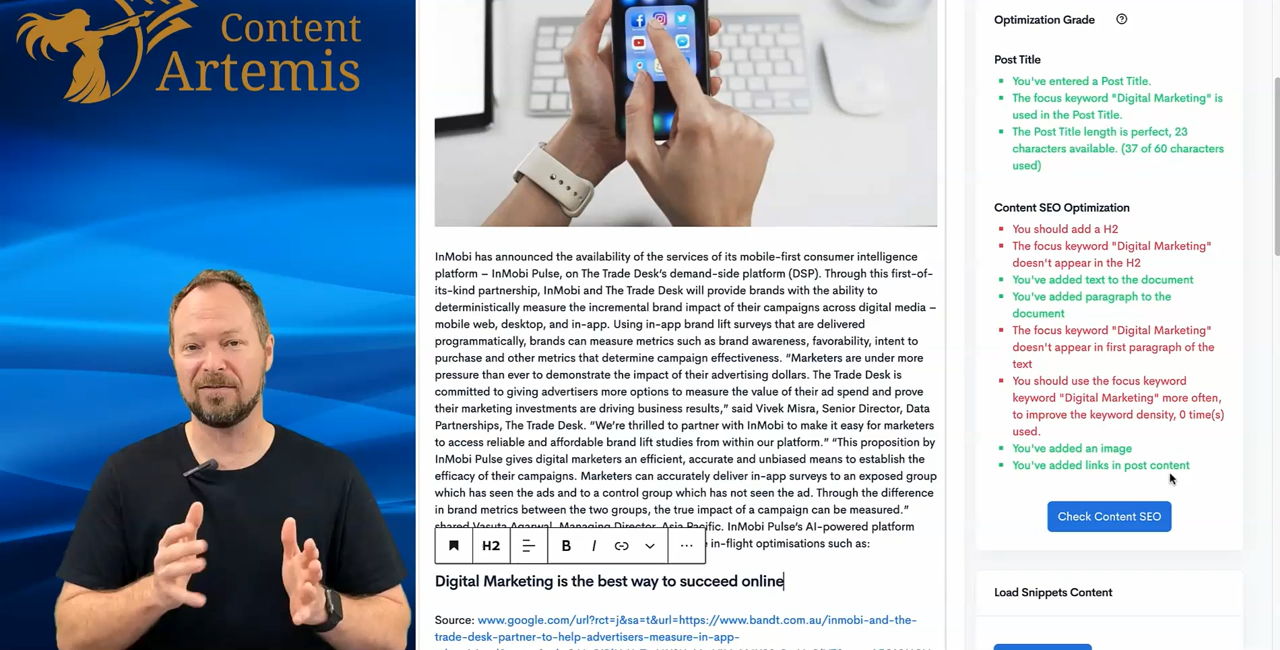 Content
Artemis
InMobi has announced the availability of the services of its mobile-first consumer intelligence
platform – InMobi Pulse, on The Trade Desk's demand-side platform (DSP). Through this first-of-
its-kind partnership, InMobi and The Trade Desk will provide brands with the ability to
deterministically measure the incremental brand impact of their campaigns across digital media –
mobile web, desktop, and in-app. Using in-app brand lift surveys that are delivered
programmatically, brands can measure metrics such as brand awareness, favorability, intent to
purchase and other metrics that determine campaign effectiveness. “Marketers are under more
pressure than ever to demonstrate the impact of their advertising dollars. The Trade Desk is
committed to giving advertisers more options to measure the value of their ad spend and prove
their marketing investments are driving business results,” said Vivek Misra, Senior Director, Data
Partnerships, The Trade Desk. “We're thrilled to partner with InMobi to make it easy for marketers
to access reliable and affordable brand lift studies from within our platform.” “This proposition by
InMobi Pulse gives digital marketers an efficient, accurate and unbiased means to establish the
efficacy of their campaigns. Marketers can accurately deliver in-app surveys to an exposed group
which has seen the ads and to a control group which has not seen the ad. Through the difference
in brand metrics between the two groups, the true impact of a campaign can be measured.”
shared Vasuta Agarwal, Managing Director, Asia Pacific. InMobi Pulse's AI-powered platform
e in-flight optimisations such as:
H2 B I
Digital Marketing is the best way to succeed online
Source: www.google.com/url?rct=j&sa=t&url=https://www.bandt.com.au/inmobi-and-the-
trade-desk-partner-to-help-advertisers-measure-in-app-
Optimization Grade
Post Title
You've entered a Post Title.
The focus keyword "Digital Marketing" is
used in the Post Title.
The Post Title length is perfect, 23
characters available. (37 of 60 characters
used)
Content SEO Optimization
You should add a H2
The focus keyword "Digital Marketing"
doesn't appear in the H2
You've added text to the document
You've added paragraph to the
document
The focus keyword "Digital Marketing"
doesn't appear in first paragraph of the
text
You should use the focus keyword
keyword "Digital Marketing" more often,
to improve the keyword density, 0 time(s)
used.
You've added an image
You've added links in post content
Check Content SEO
Load Snippets Content